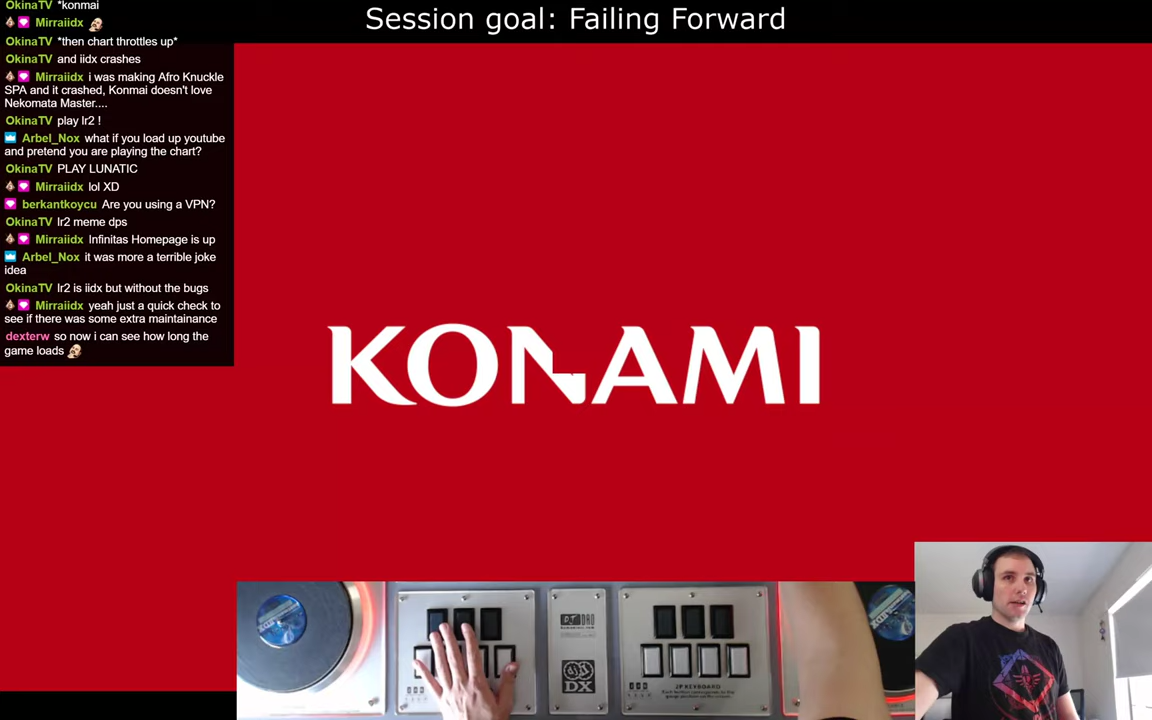 Session goal: Failing Forward
OkinaTV *konmai
Mirraiidx
OkinaTV *then chart throttles up*
OkinaTV and iidx crashes
Mirraiidx i was making Afro Knuckle
SPA and it crashed, Konmai doesn't love
Nekomata Master....
OkinaTV play lr2 !
Arbel_Nox what if you load up youtube
and pretend you are playing the chart?
OkinaTV PLAY LUNATIC
Mirraiidx lol XD
berkantkoycu Are you using a VPN?
OkinaTV lr2 meme dps
Mirraiidx Infinitas Homepage is up
Arbel_Nox it was more a terrible joke
idea
OkinaTV lr2 is iidx but without the bugs
Mirraiidx yeah just a quick check to
see if there was some extra maintainance
dexterw so now i can see how long the
game loads
KONAMI
DX